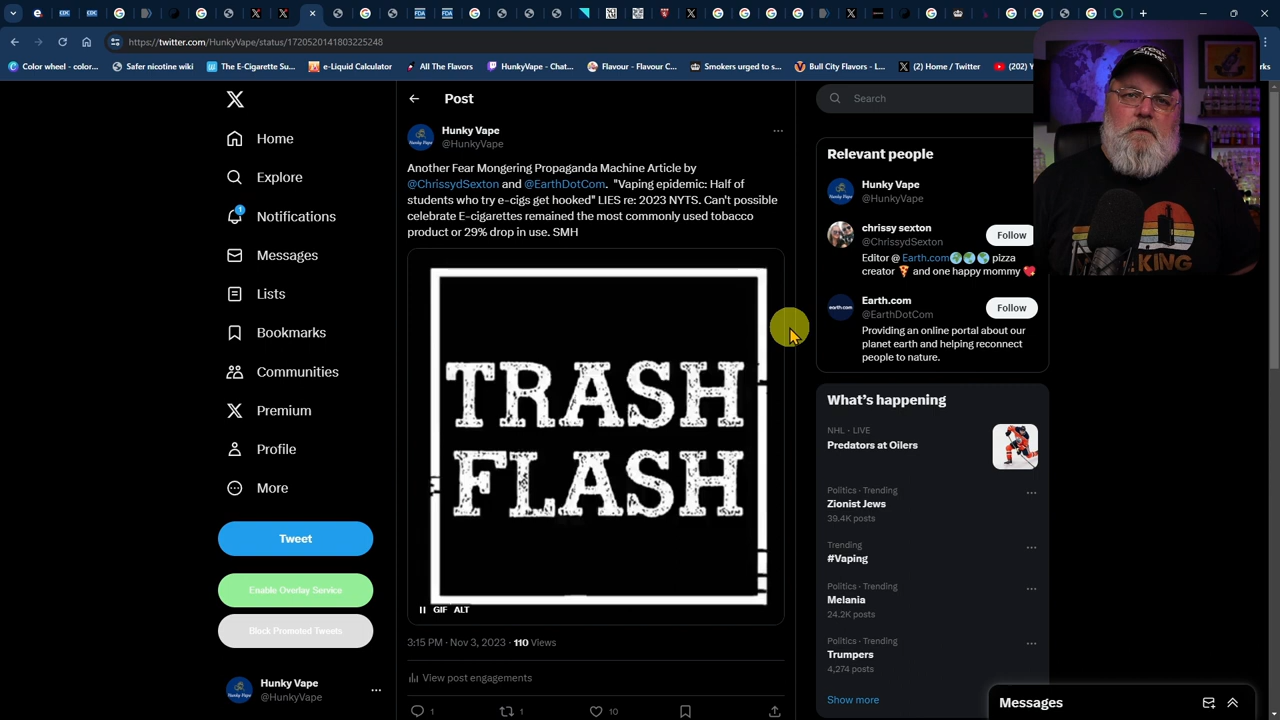 https://twitter.com/HunkyVape/status/1720520141803225248
Color wheel - color...
Safer nicotine wiki
The E-Cigarette Su...
e-Liquid Calculator
All The Flavors
HunkyVape - Chat...
Flavour - Flavour C...
Smokers urged to s...
Bull City Flavors - L...
(2) Home / Twitter
Home
Explore
Notifications
Messages
Lists
Bookmarks
Communities
Premium
Profile
More
Tweet
Enable Overlay Service
Block Promoted Tweets
Hunky Vape
@HunkyVape
Post
Hunky Vape
@HunkyVape
Another Fear Mongering Propaganda Machine Article by
@ChrissydSexton and @EarthDotCom. "Vaping epidemic: Half of
students who try e-cigs get hooked" LIES re: 2023 NYTS. Can't possible
celebrate E-cigarettes remained the most commonly used tobacco
product or 29% drop in use. SMH
TRASH
FLASH
GIF ALT
3:15 PM · Nov 3, 2023 · 110 Views
View post engagements
1 1 10
Search
Relevant people
Hunky Vape
@HunkyVape
chrissy sexton
@ChrissydSexton
Follow
Editor @ Earth.com pizza
creator and one happy mommy
Earth.com
@EarthDotCom
Follow
Providing an online portal about our
planet earth and helping reconnect
people to nature.
What's happening
NHL · LIVE
Predators at Oilers
Politics · Trending
Zionist Jews
39.4K posts
Trending
#Vaping
Politics · Trending
Melania
24.2K posts
Politics · Trending
Trumpers
4,274 posts
Show more
Messages